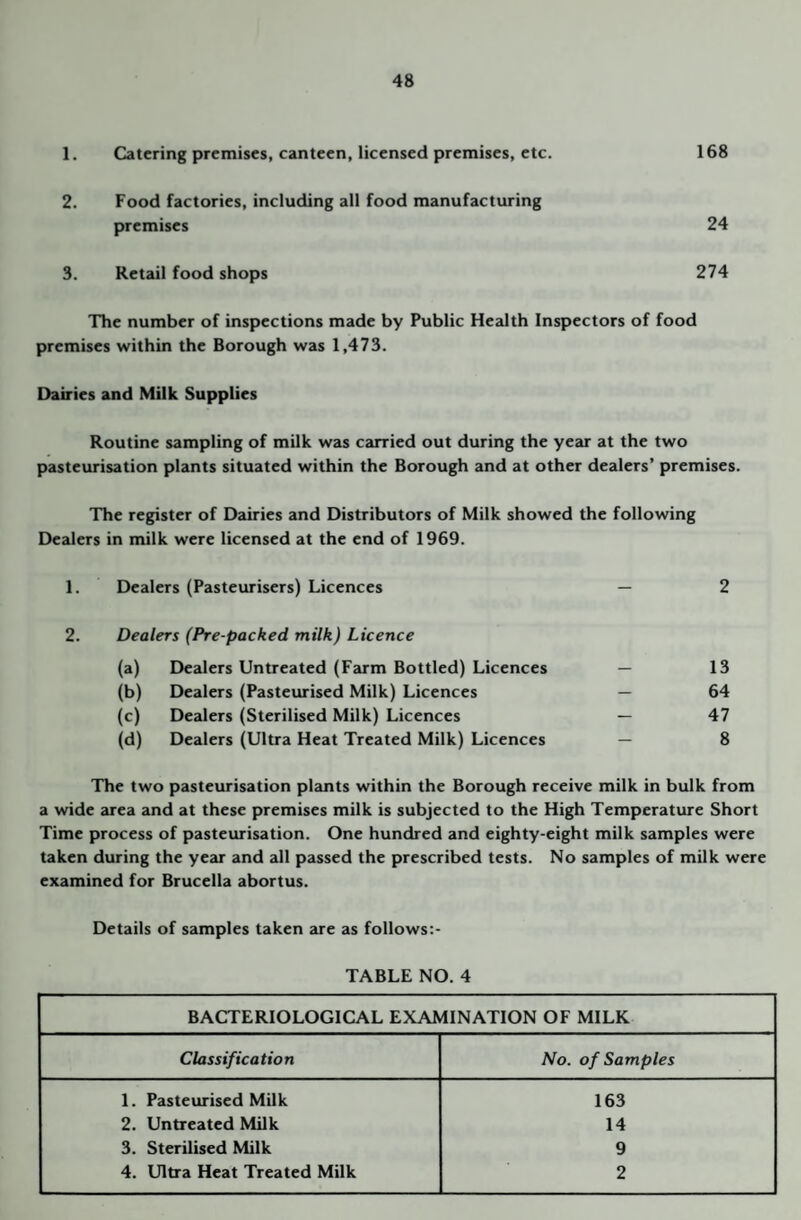 48
1. Catering premises, canteen, licensed premises, etc. 168
2. Food factories, including all food manufacturing
premises 24
3. Retail food shops 274
The number of inspections made by Public Health Inspectors of food
premises within the Borough was 1,473.
Dairies and Milk Supplies
Routine sampling of milk was carried out during the year at the two
pasteurisation plants situated within the Borough and at other dealers’ premises.
The register of Dairies and Distributors of Milk showed the following
Dealers in milk were licensed at the end of 1969.
1. Dealers (Pasteurisers) Licences — 2
2. Dealers (Pre-packed milk) Licence
(a) Dealers Untreated (Farm Bottled) Licences — 13
(b) Dealers (Pasteurised Milk) Licences — 64
(c) Dealers (Sterilised Milk) Licences — 47
(d) Dealers (Ultra Heat Treated Milk) Licences — 8
The two pasteurisation plants within the Borough receive milk in bulk from
a wide area and at these premises milk is subjected to the High Temperature Short
Time process of pasteurisation. One hundred and eighty-eight milk samples were
taken during the year and all passed the prescribed tests. No samples of milk were
examined for Brucella abortus.
Details of samples taken are as follows:-
TABLE NO. 4
BACTERIOLOGICAL EXAMINATION OF MILK
Classification No. of Samples
1. Pasteurised Milk 163
2. Untreated Milk 14
3. Sterilised Milk 9
4. Ultra Heat Treated Milk 2